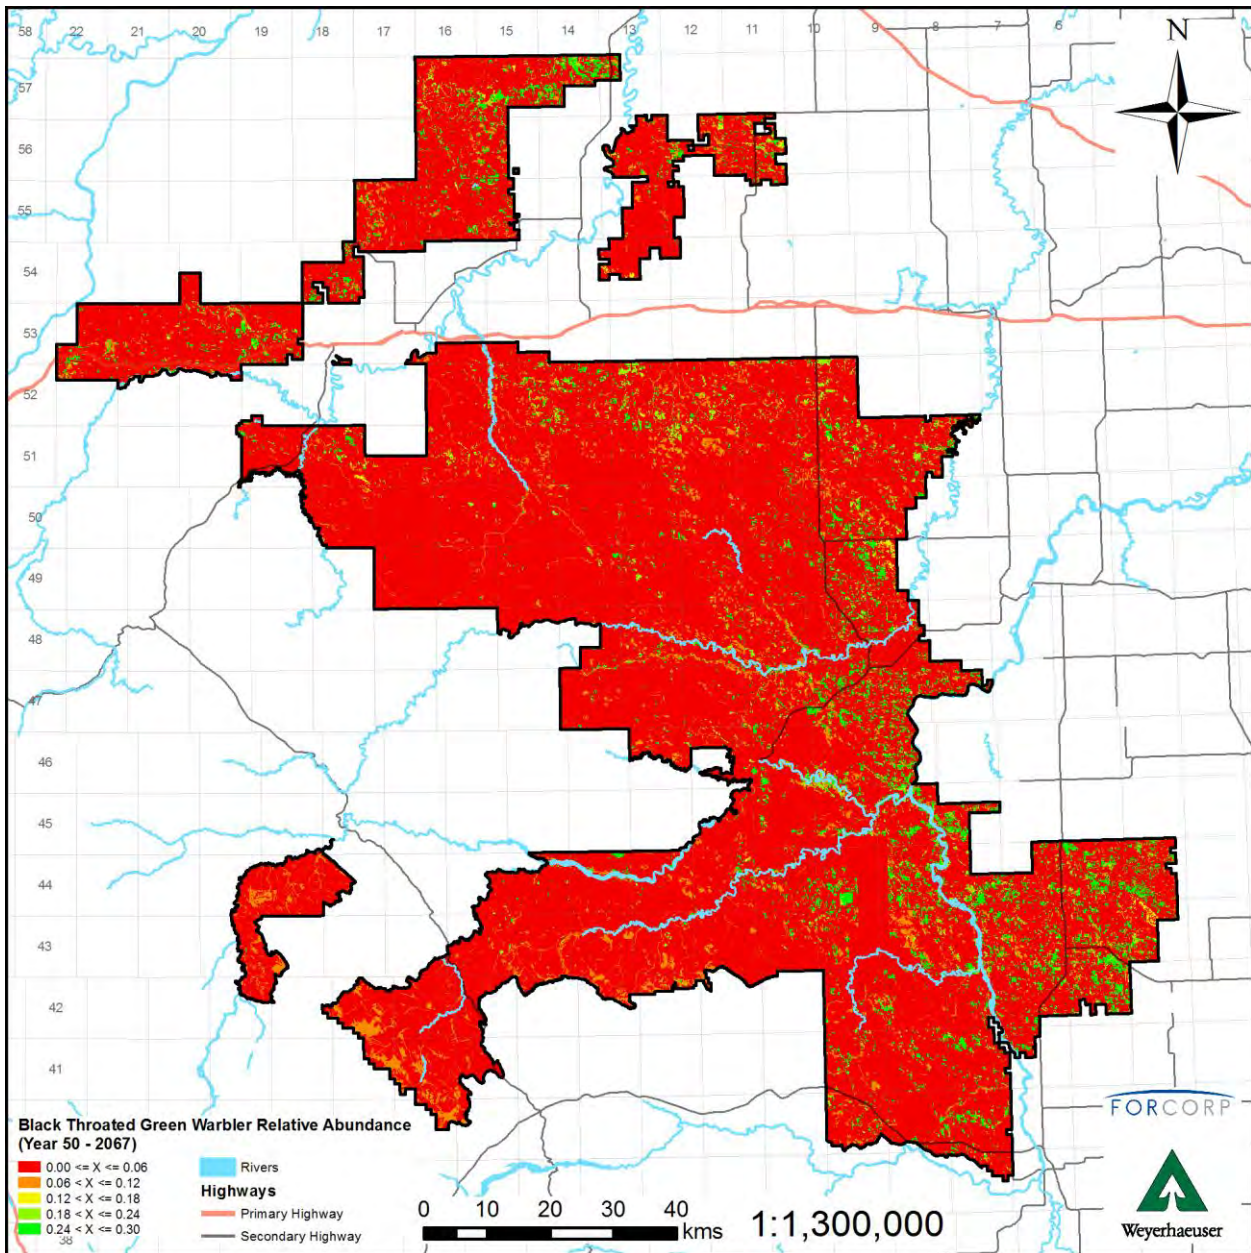 58 22 21 20 19 18 17 16 15 14 13 12 11 10 9 8 7 6
N
57
56
55
54
53
52
51
50
49
48
47
46
45
44
43
42
41
38
Black Throated Green Warbler Relative Abundance
(Year 50 - 2067)
0.00 <= X <= 0.06
0.06 < X <= 0.12
0.12 < X <= 0.18
0.18 < X <= 0.24
0.24 < X <= 0.30
Rivers
Highways
Primary Highway
Secondary Highway
0 10 20 30 40
kms
1:1,300,000
FORCORP
Weyerhaeuser